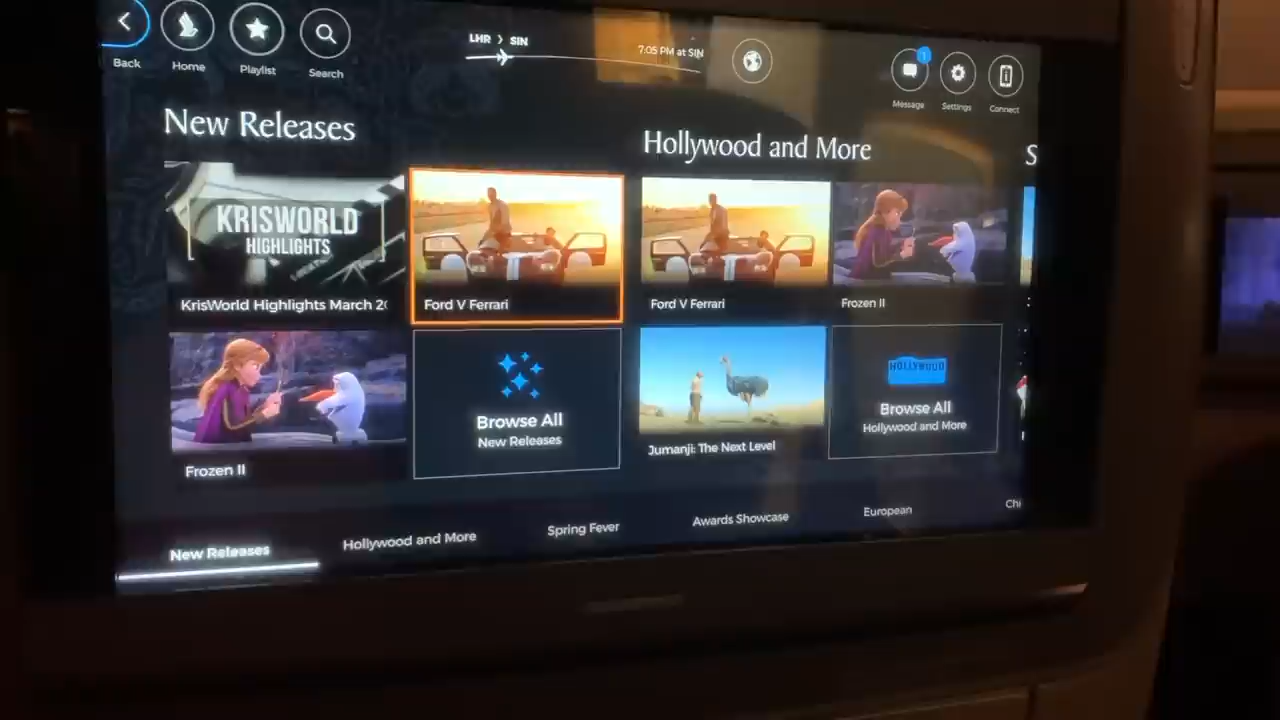 Back
Home
Playlist
Search
LHR > SIN
7:05 PM at SIN
1
Message
Settings
Connect
New Releases
Hollywood and More
S
KRISWORLD
HIGHLIGHTS
KrisWorld Highlights March 20
Ford V Ferrari
Ford V Ferrari
Frozen II
Frozen II
Browse All
New Releases
Jumanji: The Next Level
HOLLYWOOD
Browse All
Hollywood and More
New Releases
Hollywood and More
Spring Fever
Awards Showcase
European
Chi